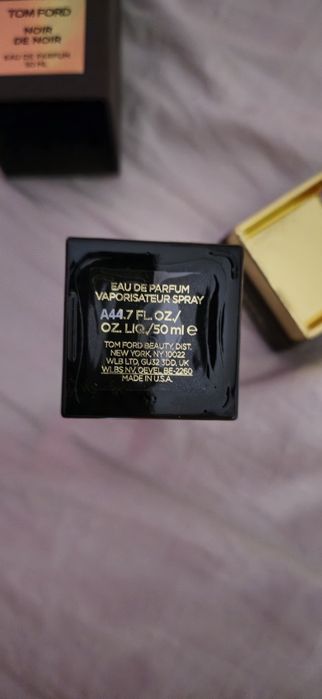 TOM FORD
NOIR
DE NOIR
EAU DE PARFUM
50 ML
EAU DE PARFUM
VAPORISATEUR SPRAY
A44.7 FL. OZ./
OZ. LIQ./50 ml e
TOM FORD BEAUTY, DIST.
NEW YORK, NY 10022
WLB LTD, GU32 3DD, UK
WLBS NV, OEVEL BE-2260
MADE IN U.S.A.